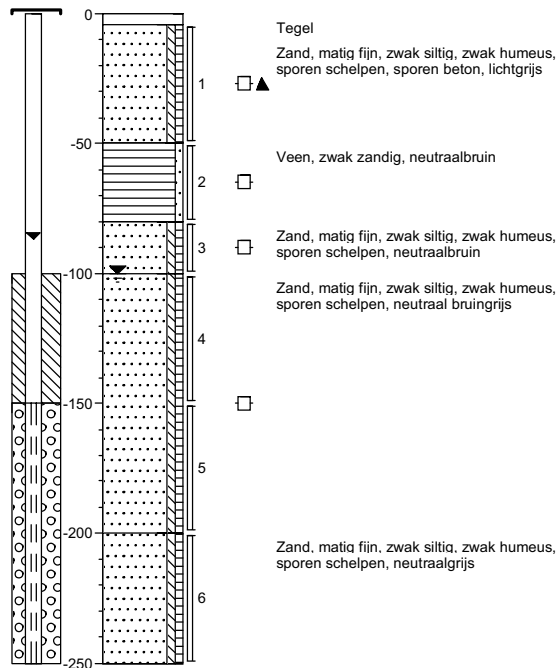 0
Tegel
Zand, matig fijn, zwak siltig, zwak humeus,
sporen schelpen, sporen beton, lichtgrijs
1
-50
Veen, zwak zandig, neutraalbruin
2
Zand, matig fijn, zwak siltig, zwak humeus,
sporen schelpen, neutraalbruin
3
-100
Zand, matig fijn, zwak siltig, zwak humeus,
sporen schelpen, neutraal bruingrijs
4
-150
5
-200
Zand, matig fijn, zwak siltig, zwak humeus,
sporen schelpen, neutraalgrijs
6
-250